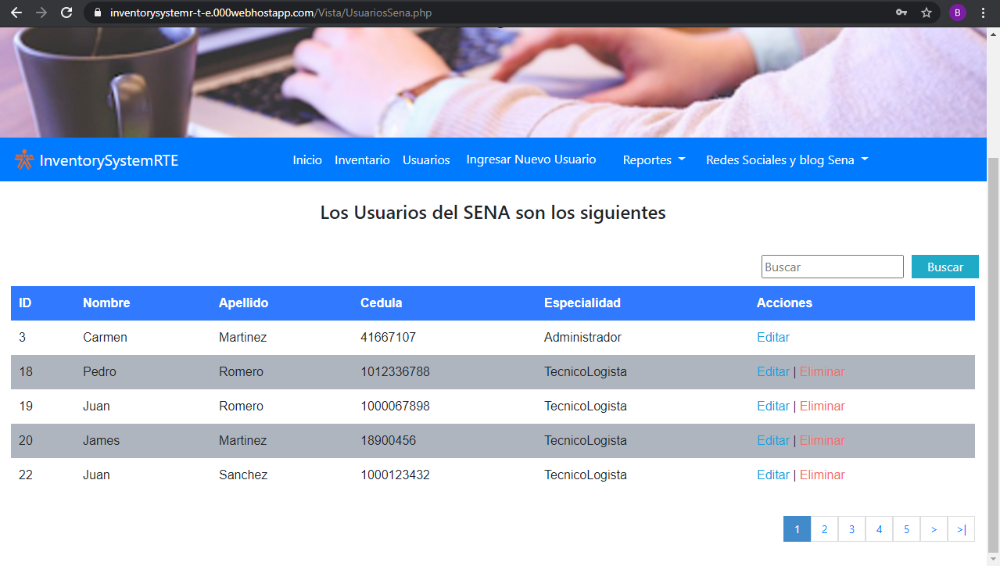 inventorysystemr-t-e.000webhostapp.com/Vista/UsuariosSena.php
B
InventorySystemRTE Inicio Inventario Usuarios Ingresar Nuevo Usuario Reportes Redes Sociales y blog Sena
Los Usuarios del SENA son los siguientes
Buscar Buscar
ID Nombre Apellido Cedula Especialidad Acciones
3 Carmen Martinez 41667107 Administrador Editar
18 Pedro Romero 1012336788 TecnicoLogista Editar | Eliminar
19 Juan Romero 1000067898 TecnicoLogista Editar | Eliminar
20 James Martinez 18900456 TecnicoLogista Editar | Eliminar
22 Juan Sanchez 1000123432 TecnicoLogista Editar | Eliminar
1 2 3 4 5 > >|